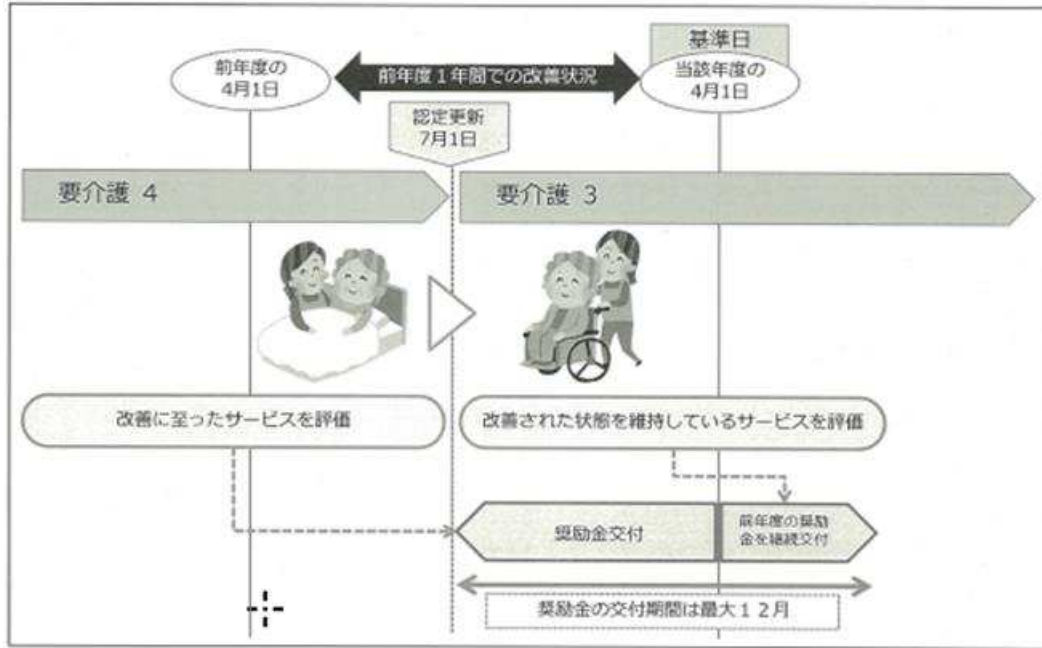 基準日
前年度の
4月1日
前年度１年間での改善状況
当該年度の
4月1日
認定更新
7月1日
要介護 4
要介護 3
改善に至ったサービスを評価
改善された状態を維持しているサービスを評価
奨励金交付
前年度の奨励
金を継続交付
奨励金の交付期間は最大１２月